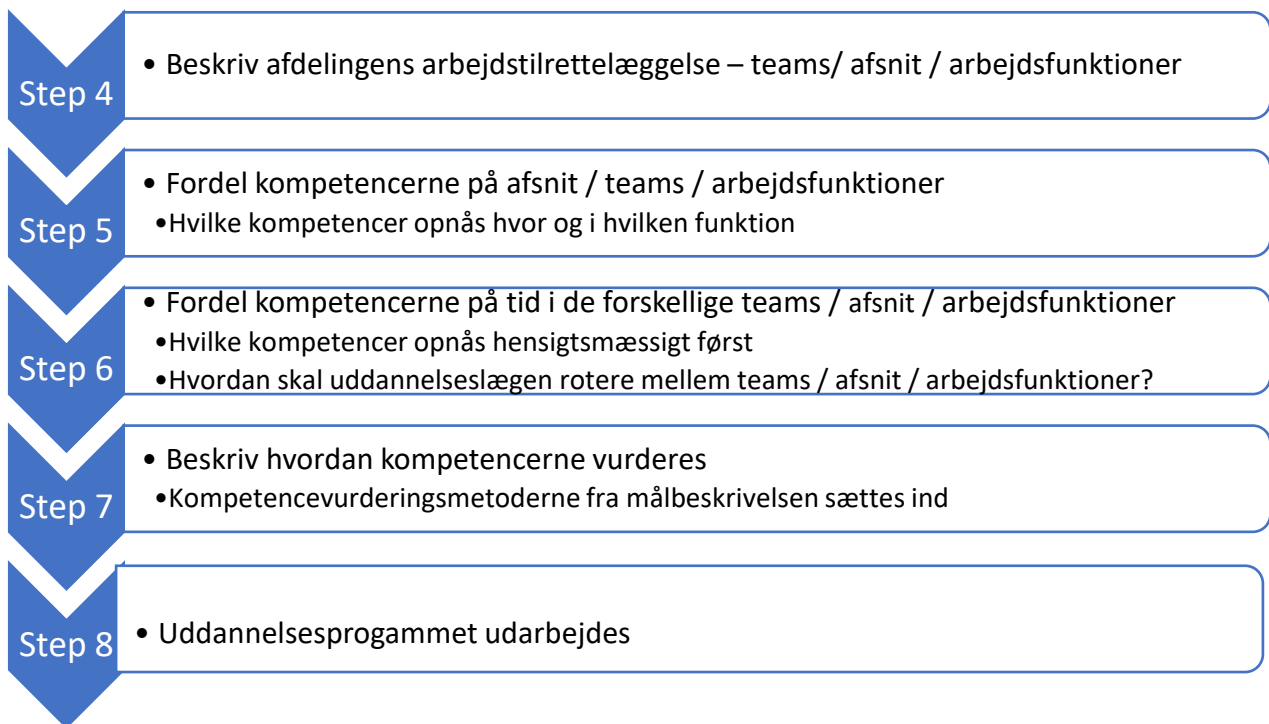 Step 4
• Beskriv afdelingens arbejdstilrettelæggelse – teams/ afsnit / arbejdsfunktioner
Step 5
• Fordel kompetencerne på afsnit / teams / arbejdsfunktioner
•Hvilke kompetencer opnås hvor og i hvilken funktion
Step 6
• Fordel kompetencerne på tid i de forskellige teams / afsnit / arbejdsfunktioner
•Hvilke kompetencer opnås hensigtsmæssigt først
•Hvordan skal uddannelseslægen rotere mellem teams / afsnit / arbejdsfunktioner?
Step 7
• Beskriv hvordan kompetencerne vurderes
•Kompetencevurderingsmetoderne fra målbeskrivelsen sættes ind
Step 8
• Uddannelsesprogammet udarbejdes